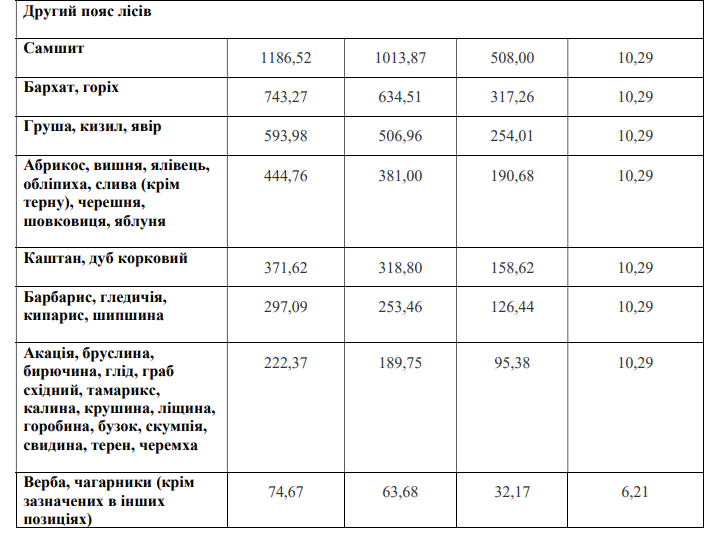 Другий пояс лісів
Самшит
1186,52 1013,87 508,00 10,29
Бархат, горіх
743,27 634,51 317,26 10,29
Груша, кизил, явір
593,98 506,96 254,01 10,29
Абрикос, вишня, ялівець,
обліпиха, слива (крім
терну), черешня,
шовковиця, яблуня
444,76 381,00 190,68 10,29
Каштан, дуб корковий
371,62 318,80 158,62 10,29
Барбарис, гледичія,
кипарис, шипшина
297,09 253,46 126,44 10,29
Акація, бруслина,
бирючина, глід, граб
східний, тамарикс,
калина, крушина, ліщина,
горобина, бузок, скумпія,
свидина, терен, черемха
222,37 189,75 95,38 10,29
Верба, чагарники (крім
зазначених в інших
позиціях)
74,67 63,68 32,17 6,21